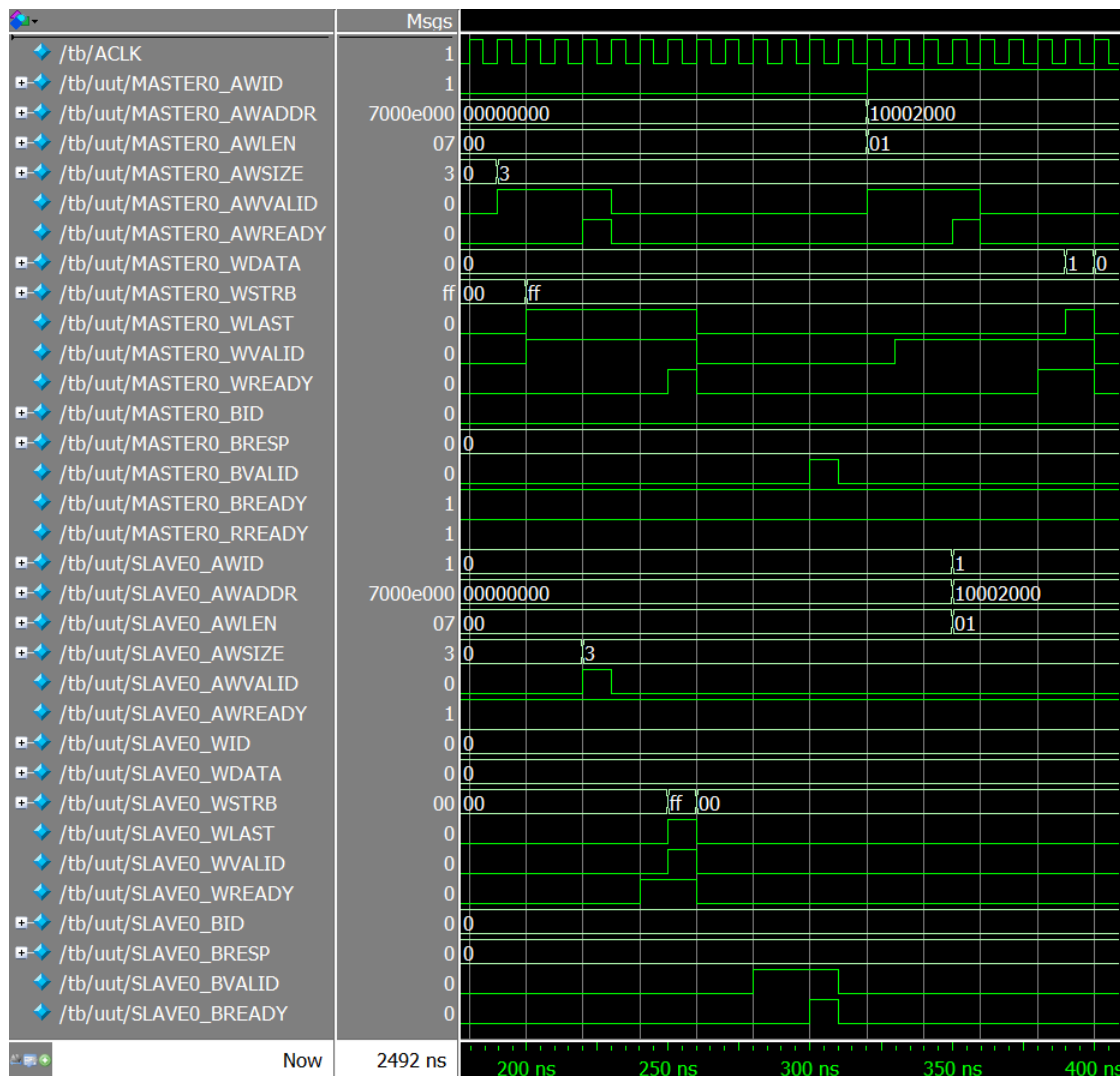 Msgs
/tb/ACLK 1
/tb/uut/MASTER0_AWID 1
/tb/uut/MASTER0_AWADDR 7000e000 00000000 10002000
/tb/uut/MASTER0_AWLEN 07 00 01
/tb/uut/MASTER0_AWSIZE 3 0 3
/tb/uut/MASTER0_AWVALID 0
/tb/uut/MASTER0_AWREADY 0
/tb/uut/MASTER0_WDATA 0 0 1 0
/tb/uut/MASTER0_WSTRB ff 00 ff
/tb/uut/MASTER0_WLAST 0
/tb/uut/MASTER0_WVALID 0
/tb/uut/MASTER0_WREADY 0
/tb/uut/MASTER0_BID 0
/tb/uut/MASTER0_BRESP 0 0
/tb/uut/MASTER0_BVALID 0
/tb/uut/MASTER0_BREADY 1
/tb/uut/MASTER0_RREADY 1
/tb/uut/SLAVE0_AWID 1 0 1
/tb/uut/SLAVE0_AWADDR 7000e000 00000000 10002000
/tb/uut/SLAVE0_AWLEN 07 00 01
/tb/uut/SLAVE0_AWSIZE 3 0 3
/tb/uut/SLAVE0_AWVALID 0
/tb/uut/SLAVE0_AWREADY 1
/tb/uut/SLAVE0_WID 0 0
/tb/uut/SLAVE0_WDATA 0 0
/tb/uut/SLAVE0_WSTRB 00 00 ff 00
/tb/uut/SLAVE0_WLAST 0
/tb/uut/SLAVE0_WVALID 0
/tb/uut/SLAVE0_WREADY 0
/tb/uut/SLAVE0_BID 0 0
/tb/uut/SLAVE0_BRESP 0 0
/tb/uut/SLAVE0_BVALID 0
/tb/uut/SLAVE0_BREADY 0
Now 2492 ns 200 ns 250 ns 300 ns 350 ns 400 ns